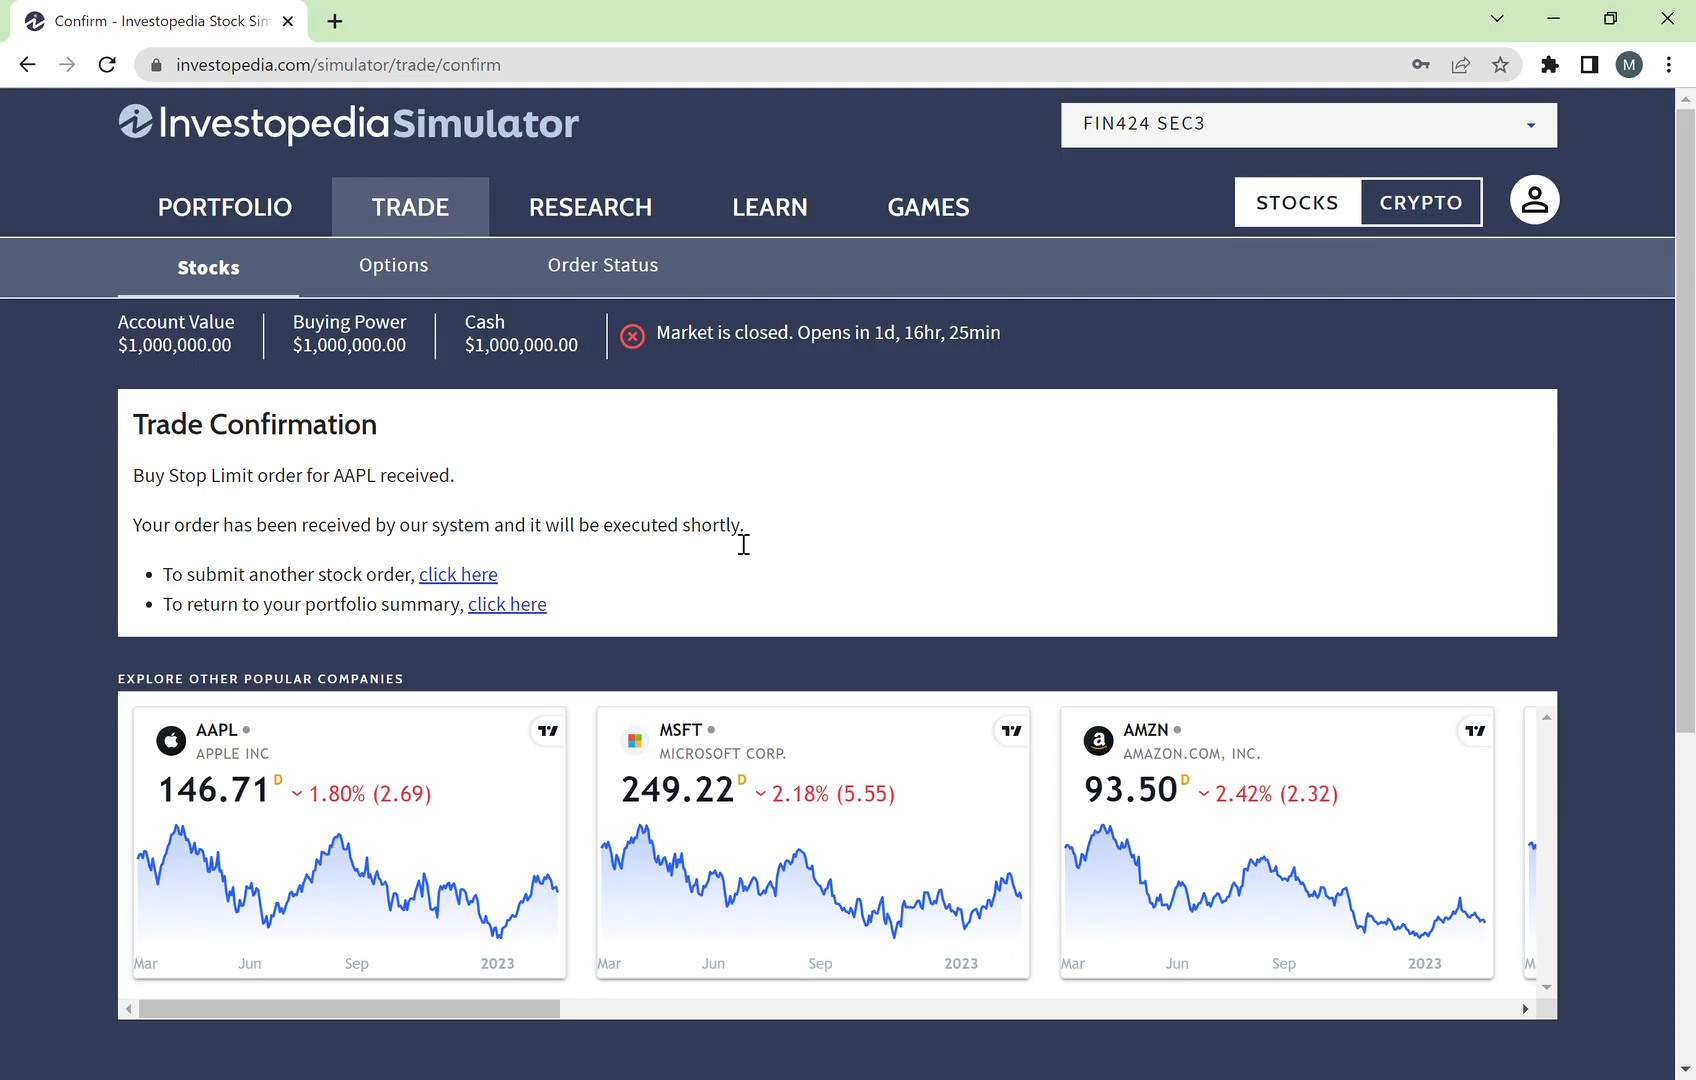 Confirm - Investopedia Stock Sim
investopedia.com/simulator/trade/confirm
M
Investopedia Simulator
FIN424 SEC3
PORTFOLIO
TRADE
RESEARCH
LEARN
GAMES
STOCKS
CRYPTO
Stocks
Options
Order Status
Account Value
$1,000,000.00
Buying Power
$1,000,000.00
Cash
$1,000,000.00
Market is closed. Opens in 1d, 16hr, 25min
Trade Confirmation
Buy Stop Limit order for AAPL received.
Your order has been received by our system and it will be executed shortly.
• To submit another stock order, click here
• To return to your portfolio summary, click here
EXPLORE OTHER POPULAR COMPANIES
AAPL
APPLE INC
146.71 D 1.80% (2.69)
Mar Jun Sep 2023
MSFT
MICROSOFT CORP.
249.22 D 2.18% (5.55)
Mar Jun Sep 2023
AMZN
AMAZON.COM, INC.
93.50 D 2.42% (2.32)
Mar Jun Sep 2023